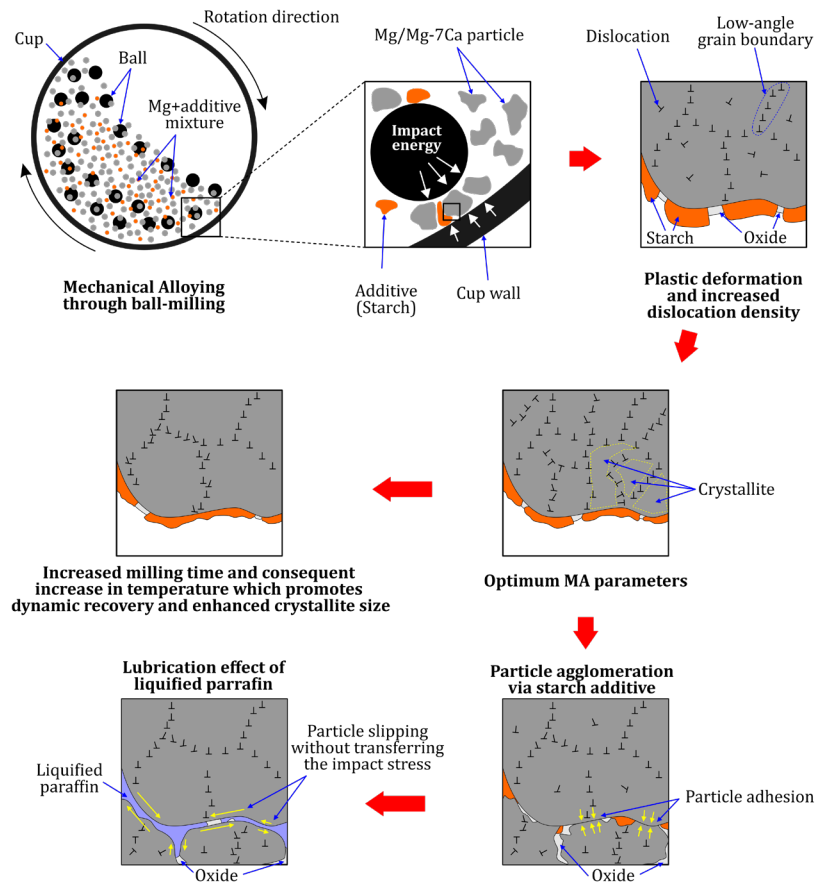 Rotation direction
Cup
Ball
Mg+additive
mixture
Mechanical Alloying
through ball-milling
Mg/Mg-7Ca particle
Impact
energy
Additive
(Starch)
Cup wall
Dislocation
Low-angle
grain boundary
Starch
Oxide
Plastic deformation
and increased
dislocation density
Crystallite
Optimum MA parameters
Increased milling time and consequent
increase in temperature which promotes
dynamic recovery and enhanced crystallite size
Particle agglomeration
via starch additive
Particle adhesion
Oxide
Lubrication effect of
liquified parrafin
Particle slipping
without transferring
the impact stress
Liquified
paraffin
Oxide